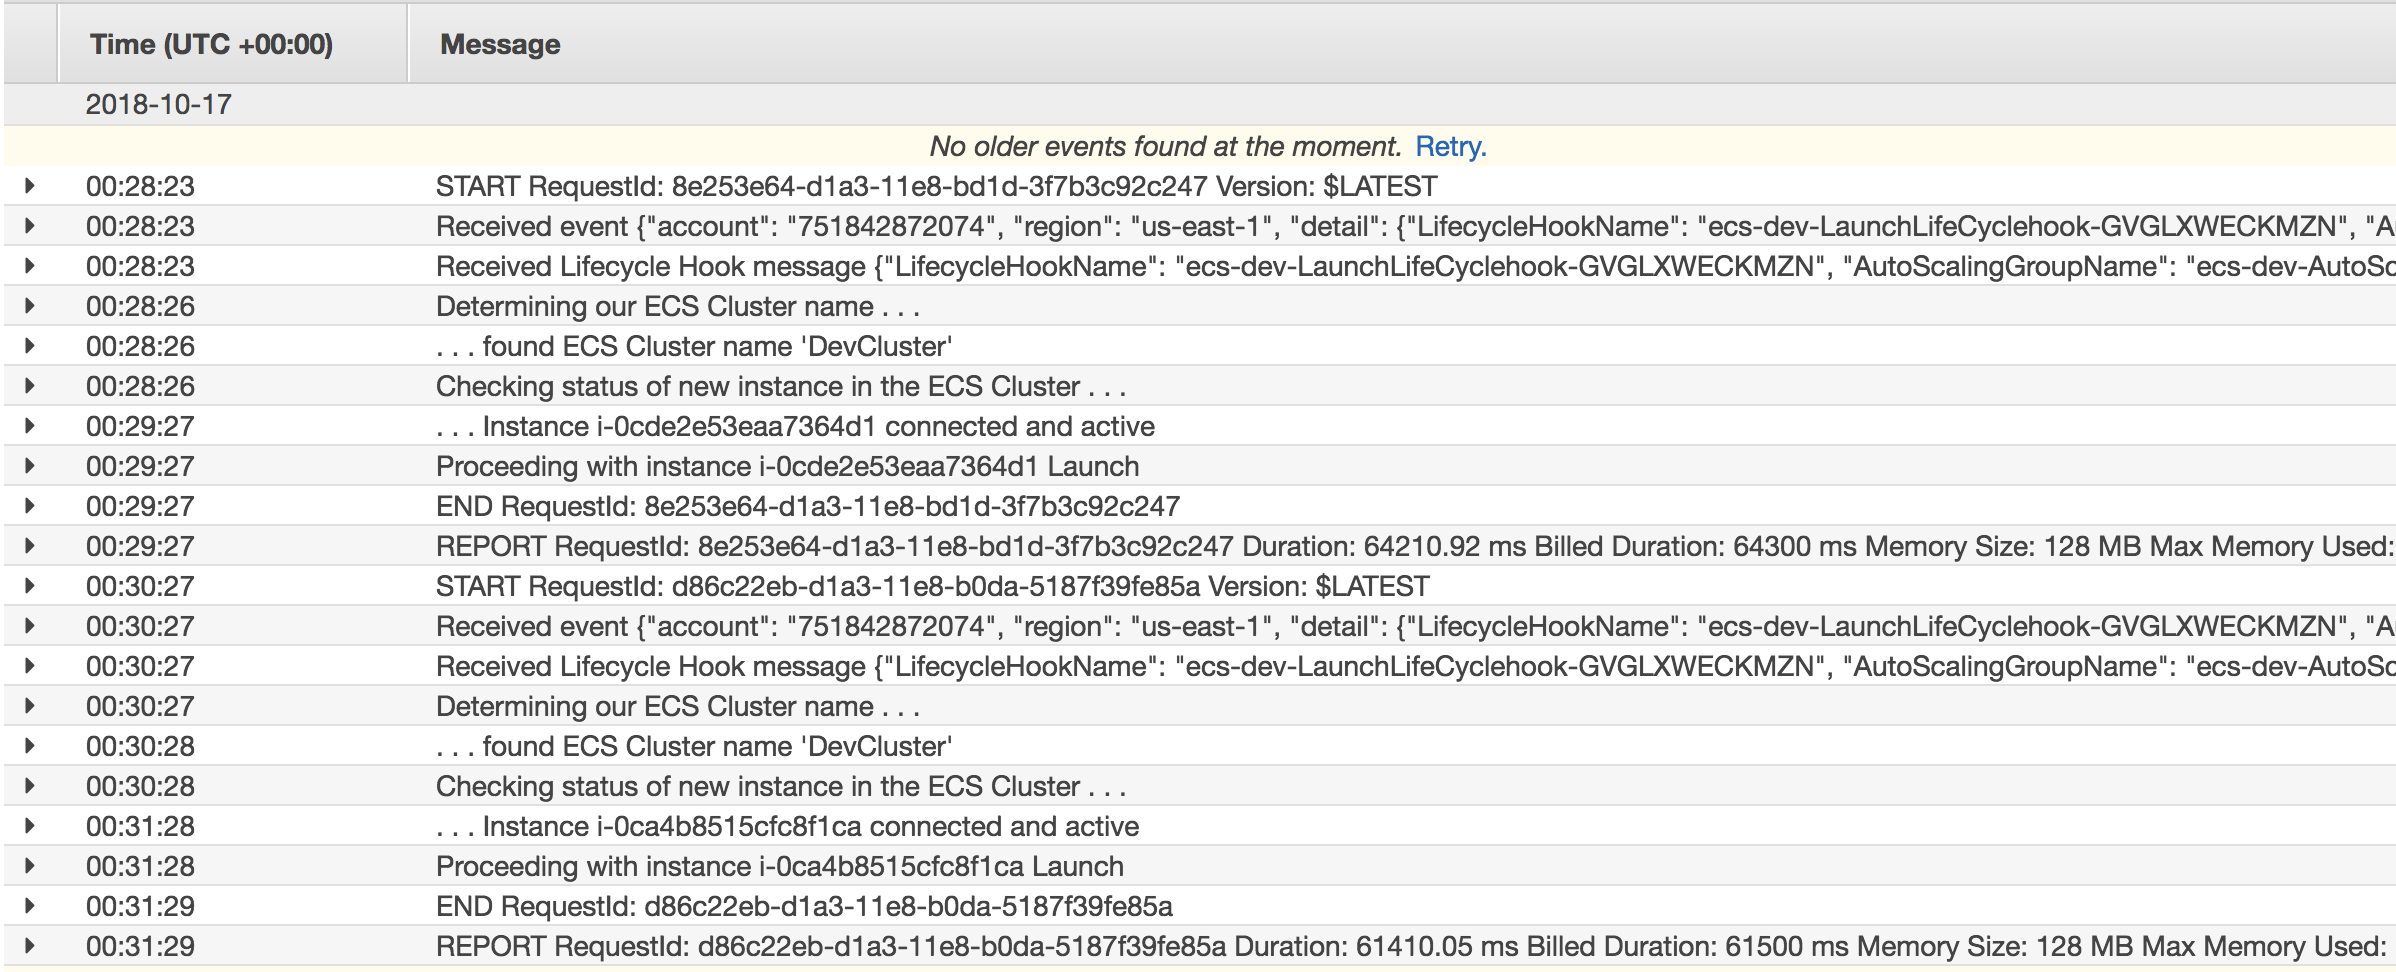 Time (UTC +00:00) Message
2018-10-17
No older events found at the moment. Retry.
00:28:23 START RequestId: 8e253e64-d1a3-11e8-bd1d-3f7b3c92c247 Version: $LATEST
00:28:23 Received event {"account": "751842872074", "region": "us-east-1", "detail": {"LifecycleHookName": "ecs-dev-LaunchLifeCyclehook-GVGLXWECKMZN", "A
00:28:23 Received Lifecycle Hook message {"LifecycleHookName": "ecs-dev-LaunchLifeCyclehook-GVGLXWECKMZN", "AutoScalingGroupName": "ecs-dev-AutoSc
00:28:26 Determining our ECS Cluster name . . .
00:28:26 . . . found ECS Cluster name 'DevCluster'
00:28:26 Checking status of new instance in the ECS Cluster . . .
00:29:27 . . . Instance i-0cde2e53eaa7364d1 connected and active
00:29:27 Proceeding with instance i-0cde2e53eaa7364d1 Launch
00:29:27 END RequestId: 8e253e64-d1a3-11e8-bd1d-3f7b3c92c247
00:29:27 REPORT RequestId: 8e253e64-d1a3-11e8-bd1d-3f7b3c92c247 Duration: 64210.92 ms Billed Duration: 64300 ms Memory Size: 128 MB Max Memory Used:
00:30:27 START RequestId: d86c22eb-d1a3-11e8-b0da-5187f39fe85a Version: $LATEST
00:30:27 Received event {"account": "751842872074", "region": "us-east-1", "detail": {"LifecycleHookName": "ecs-dev-LaunchLifeCyclehook-GVGLXWECKMZN", "A
00:30:27 Received Lifecycle Hook message {"LifecycleHookName": "ecs-dev-LaunchLifeCyclehook-GVGLXWECKMZN", "AutoScalingGroupName": "ecs-dev-AutoSc
00:30:27 Determining our ECS Cluster name . . .
00:30:28 . . . found ECS Cluster name 'DevCluster'
00:30:28 Checking status of new instance in the ECS Cluster . . .
00:31:28 . . . Instance i-0ca4b8515cfc8f1ca connected and active
00:31:28 Proceeding with instance i-0ca4b8515cfc8f1ca Launch
00:31:29 END RequestId: d86c22eb-d1a3-11e8-b0da-5187f39fe85a
00:31:29 REPORT RequestId: d86c22eb-d1a3-11e8-b0da-5187f39fe85a Duration: 61410.05 ms Billed Duration: 61500 ms Memory Size: 128 MB Max Memory Used: